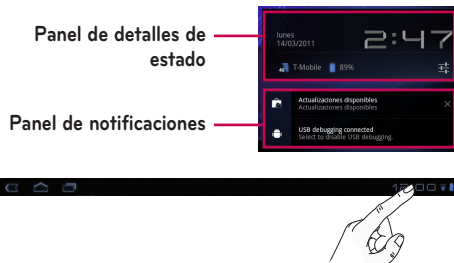 Panel de detalles de
estado
lunes
14/03/2011
2:47
T-Mobile 89%
Panel de notificaciones
Actualizaciones disponibles
Actualizaciones disponibles
USB debugging connected
Select to disable USB debugging.